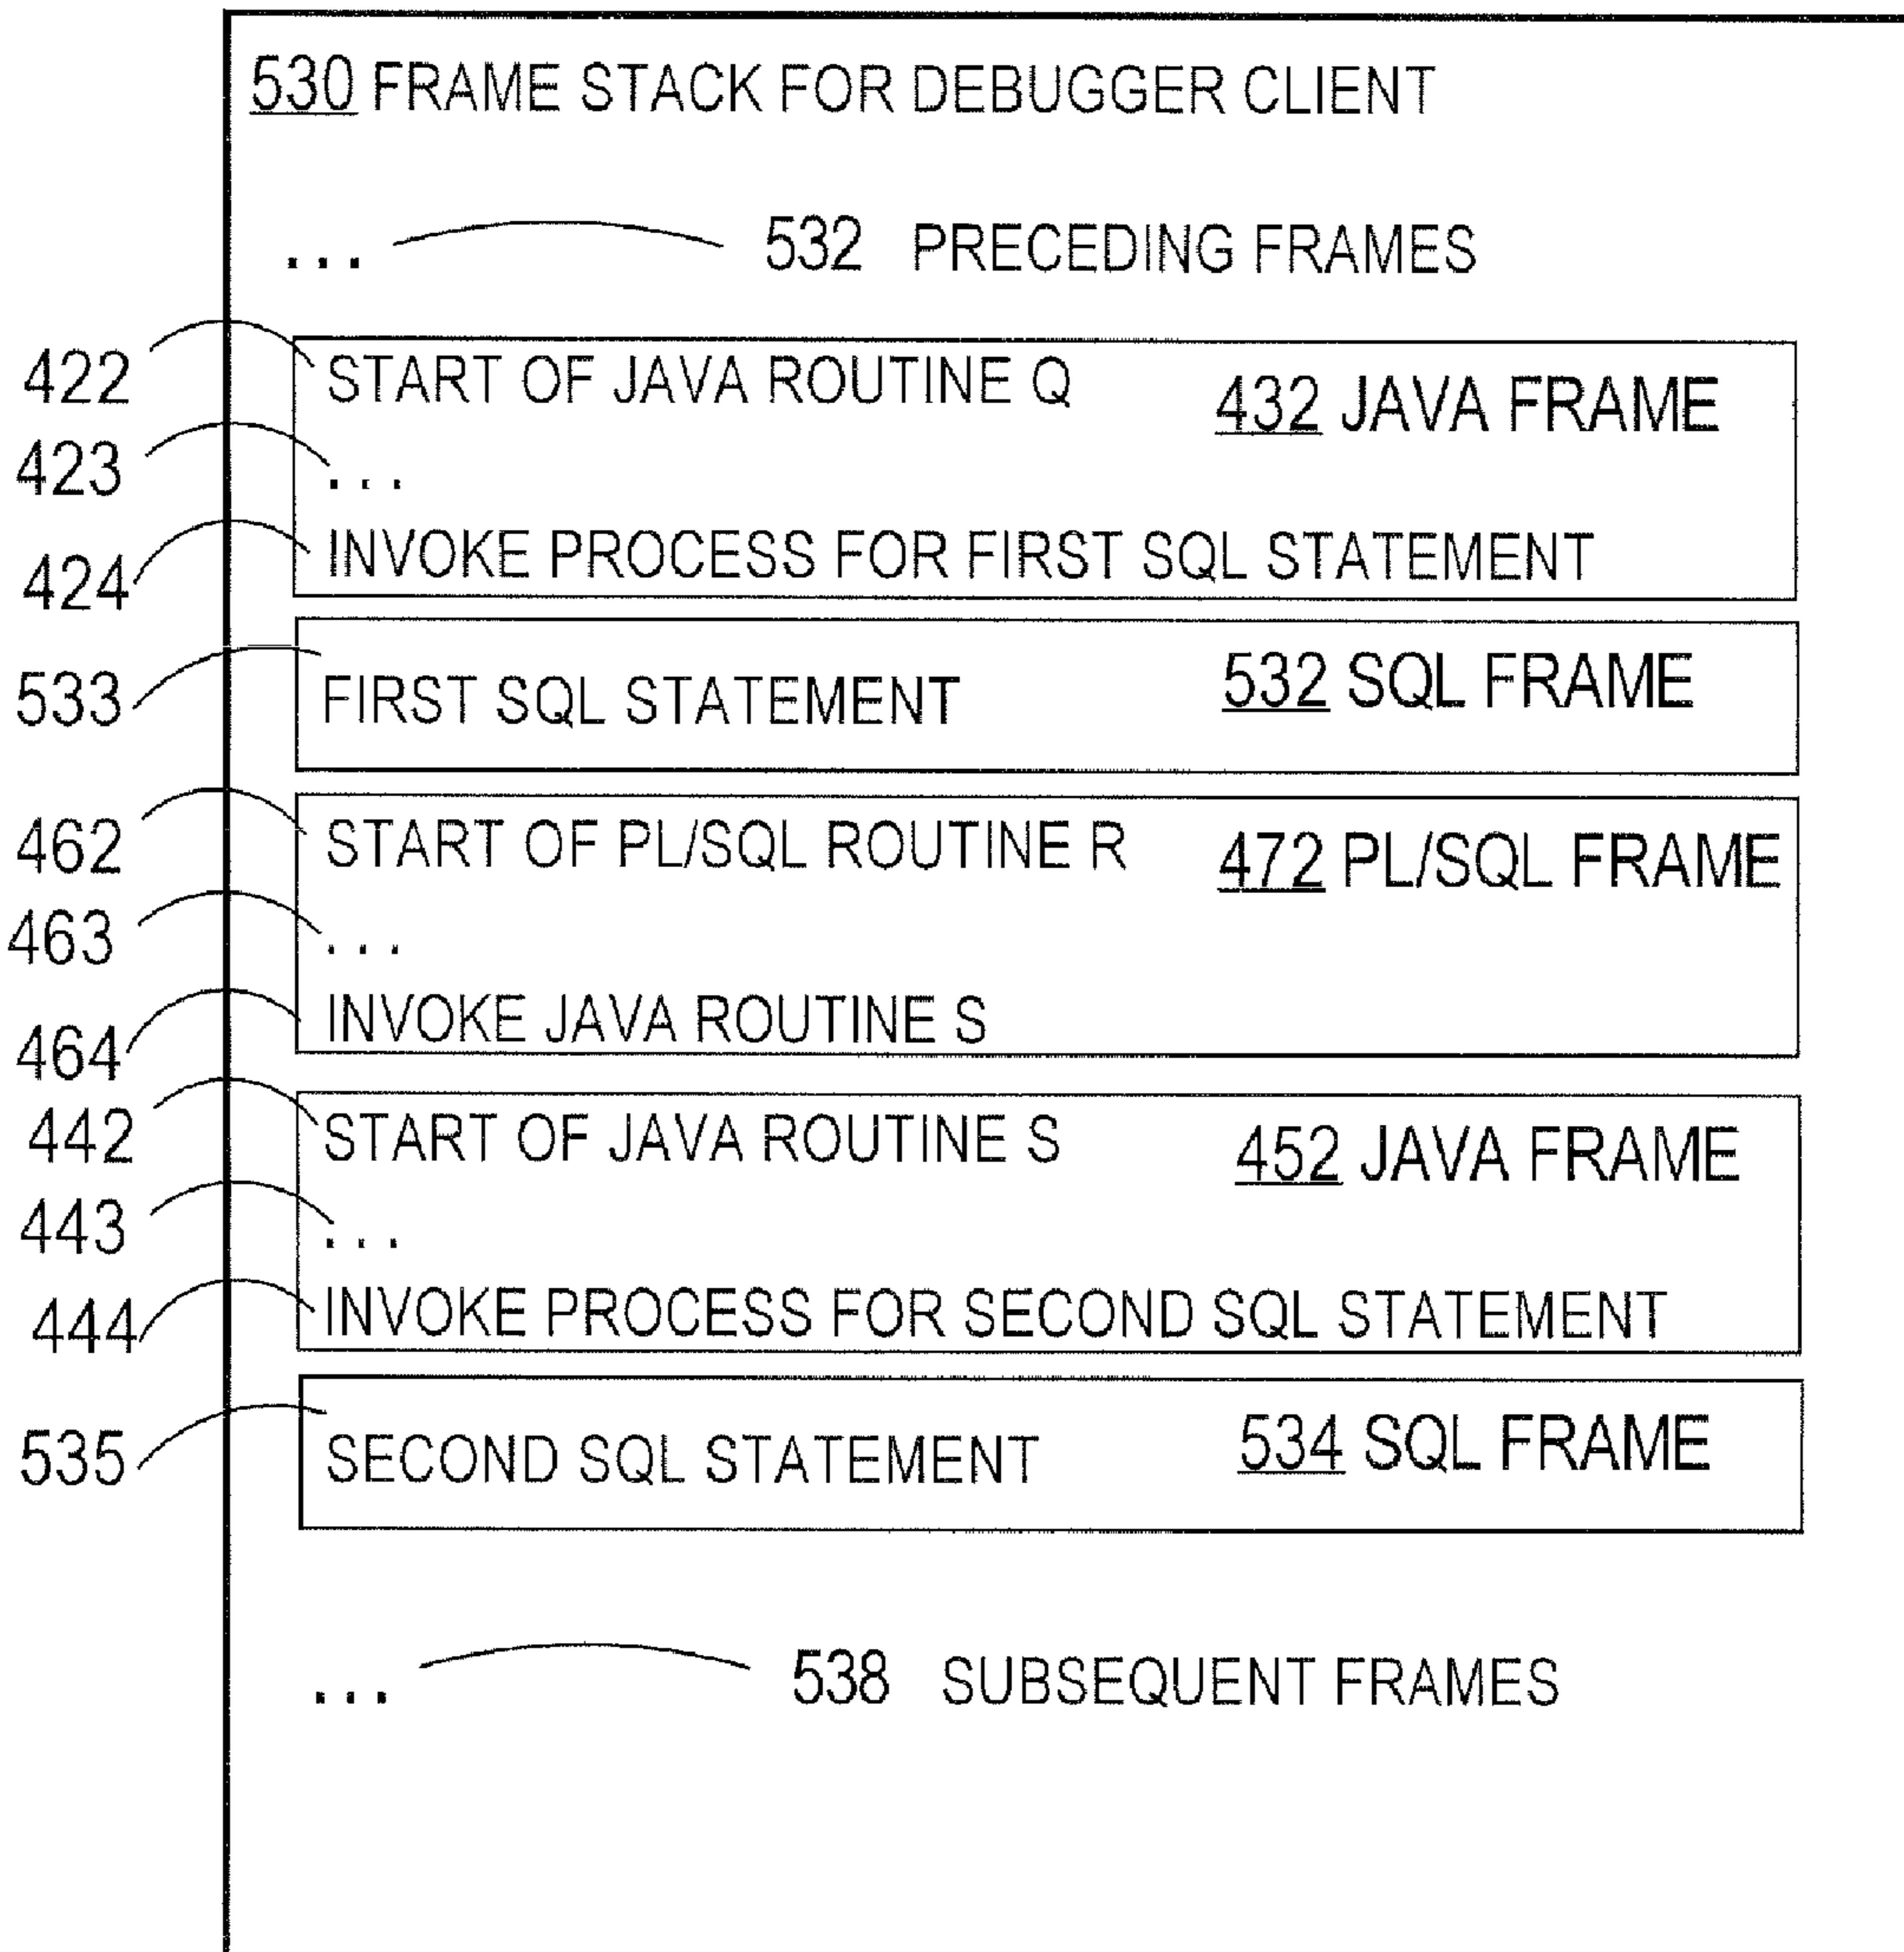 530 FRAME STACK FOR DEBUGGER CLIENT
... 532 PRECEDING FRAMES
422 START OF JAVA ROUTINE Q 432 JAVA FRAME
423 ...
424 INVOKE PROCESS FOR FIRST SQL STATEMENT
533 FIRST SQL STATEMENT 532 SQL FRAME
462 START OF PL/SQL ROUTINE R 472 PL/SQL FRAME
463 ...
464 INVOKE JAVA ROUTINE S
442 START OF JAVA ROUTINE S 452 JAVA FRAME
443 ...
444 INVOKE PROCESS FOR SECOND SQL STATEMENT
535 SECOND SQL STATEMENT 534 SQL FRAME
... 538 SUBSEQUENT FRAMES